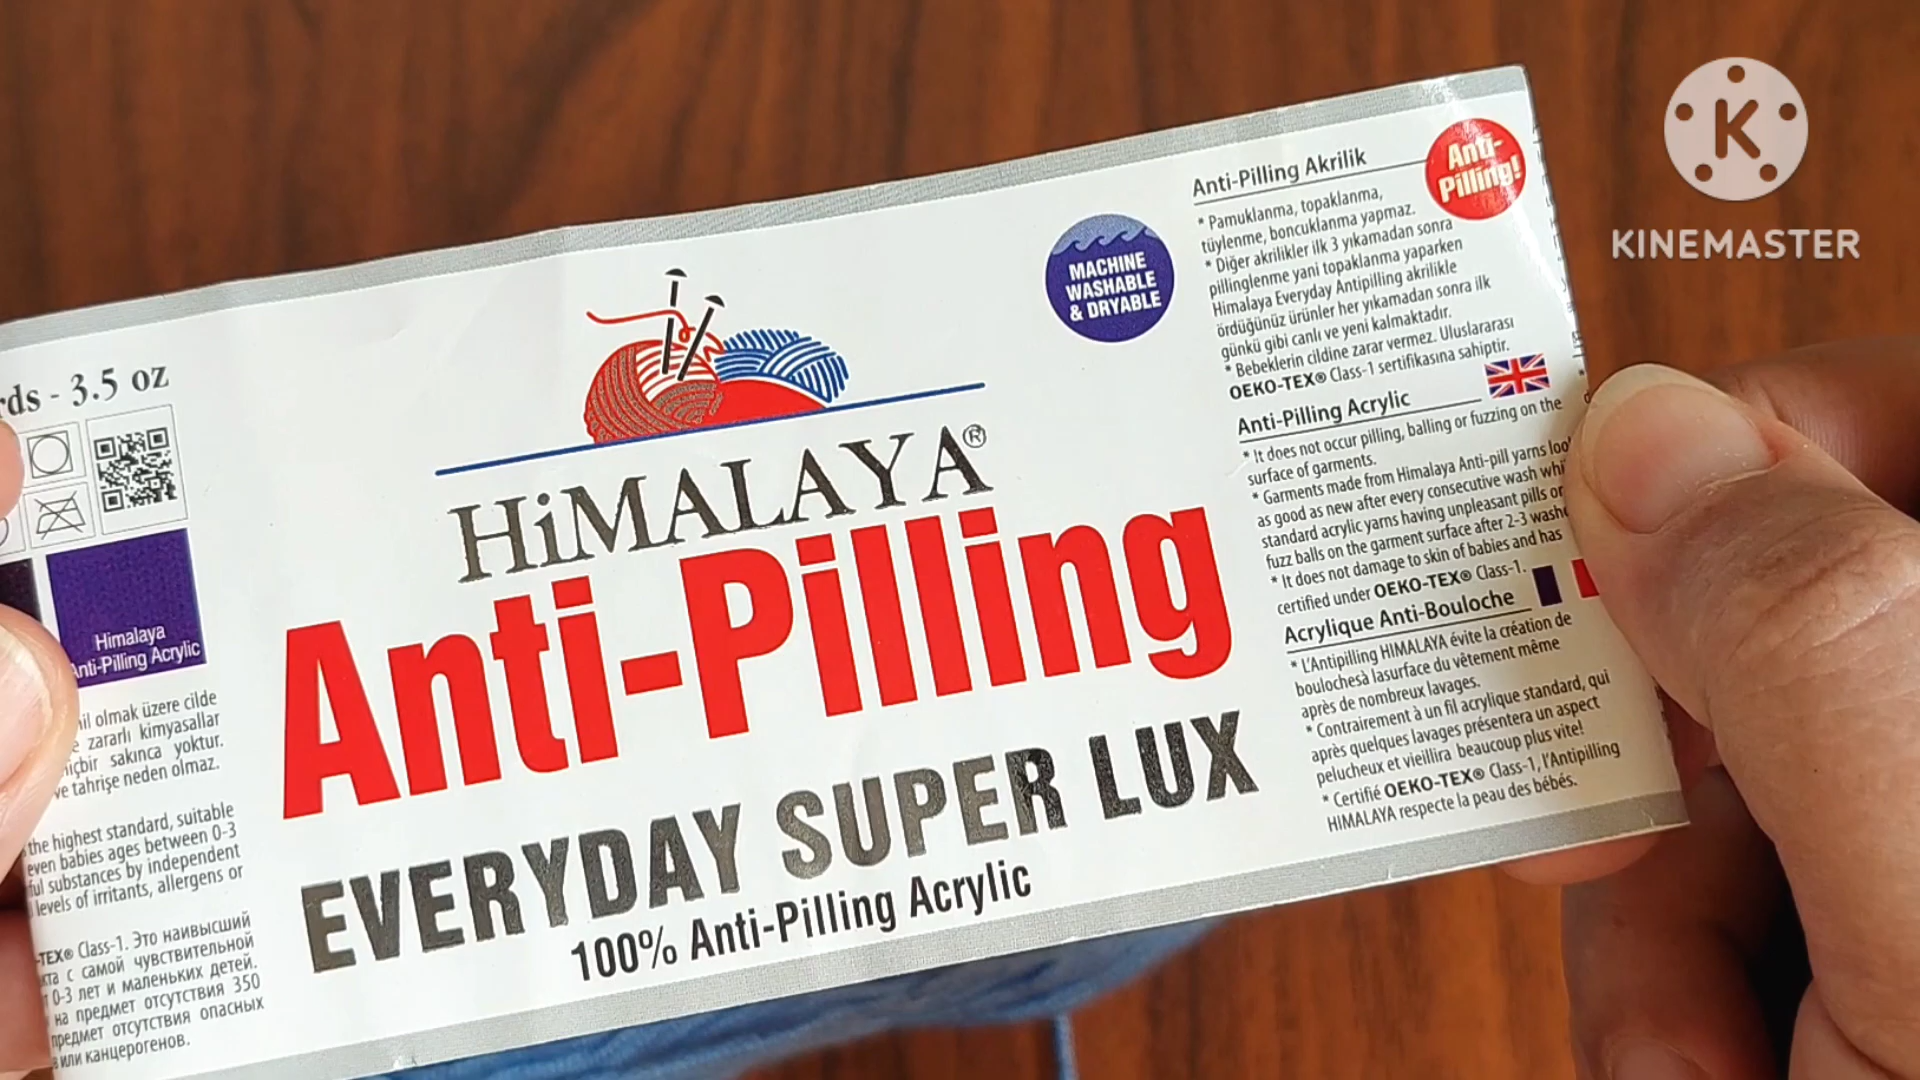 KINEMASTER
- 3.5 oz
Himalaya
Anti-Pilling Acrylic
olmak üzere cilde
zararlı kimyasallar
hiçbir sakınca yoktur.
ve tahrişe neden olmaz.
the highest standard, suitable
even babies ages between 0-3
substances by independent
levels of irritants, allergens or
Class-1. Это наивысший
с самой чувствительной
0-3 лет и маленьких детей.
на предмет отсутствия 350
предмет отсутствия опасных
или канцерогенов.
HiMALAYA®
Anti-Pilling
EVERYDAY SUPER LUX
100% Anti-Pilling Acrylic
MACHINE
WASHABLE
& DRYABLE
Anti-
Pilling!
Anti-Pilling Akrilik
* Pamuklanma, topaklanma,
tüylenme, boncuklanma yapmaz.
* Diğer akrilikler ilk 3 yıkamadan sonra
pillinglenme yani topaklanma yaparken
Himalaya Everyday Antipilling akrilikle
ördüğünüz ürünler her yıkamadan sonra ilk
günkü gibi canlı ve yeni kalmaktadır.
* Bebeklerin cildine zarar vermez. Uluslararası
OEKO-TEX® Class-1 sertifikasına sahiptir.
Anti-Pilling Acrylic
* It does not occur pilling, balling or fuzzing on the
surface of garments.
* Garments made from Himalaya Anti-pill yarns
as good as new after every consecutive wash
standard acrylic yarns having unpleasant pills or
fuzz balls on the garment surface after 2-3
* It does not damage to skin of babies and has
certified under OEKO-TEX® Class-1.
Acrylique Anti-Bouloche
* L'Antipilling HIMALAYA évite la création de
boulochesà lasurface du vêtement même
après de nombreux lavages.
* Contrairement à un fil acrylique standard, qui
après quelques lavages présentera un aspect
pelucheux et vieillira beaucoup plus vite!
* Certifié OEKO-TEX® Class-1, l'Antipilling
HIMALAYA respecte la peau des bébés.